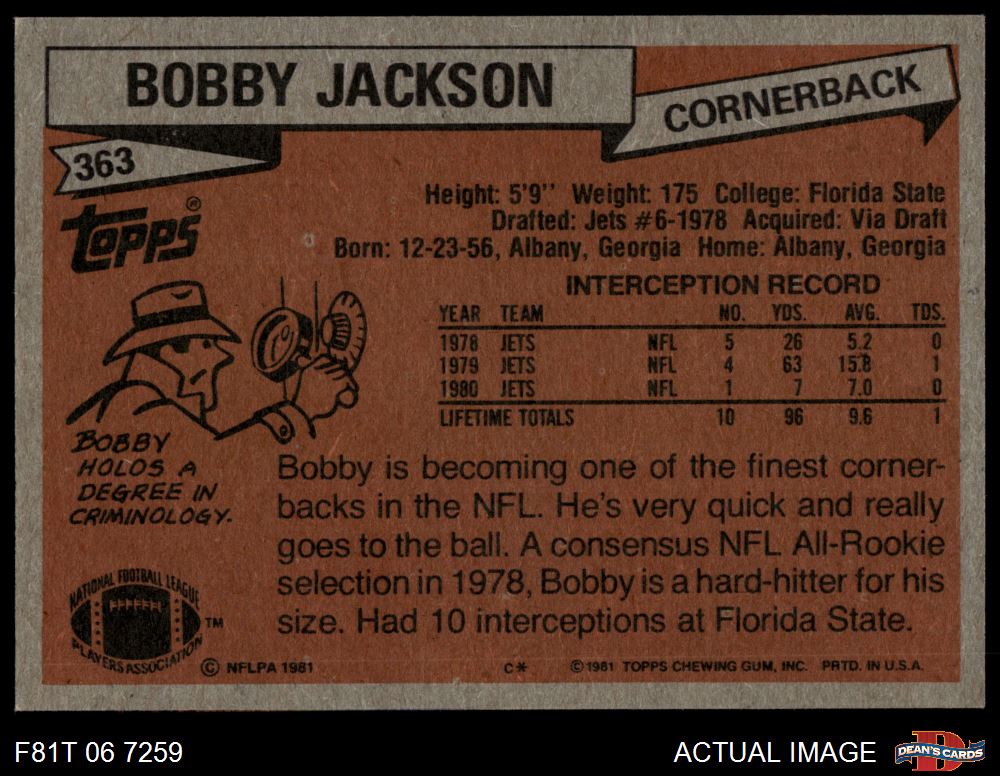 BOBBY JACKSON
CORNERBACK
363
topps®
Height: 5'9'' Weight: 175 College: Florida State
Drafted: Jets #6-1978 Acquired: Via Draft
Born: 12-23-56, Albany, Georgia Home: Albany, Georgia
INTERCEPTION RECORD
YEAR TEAM NO. YDS. AVG. TDS.
1978 JETS NFL 5 26 5.2 0
1979 JETS NFL 4 63 15.8 1
1980 JETS NFL 1 7 7.0 0
LIFETIME TOTALS 10 96 9.6 1
BOBBY
HOLDS A
DEGREE IN
CRIMINOLOGY.
Bobby is becoming one of the finest corner-
backs in the NFL. He's very quick and really
goes to the ball. A consensus NFL All-Rookie
selection in 1978, Bobby is a hard-hitter for his
size. Had 10 interceptions at Florida State.
NATIONAL FOOTBALL LEAGUE
PLAYERS ASSOCIATION
TM
© NFLPA 1981
C*
© 1981 TOPPS CHEWING GUM, INC. PRTD. IN U.S.A.
F81T 06 7259
ACTUAL IMAGE
D
DEAN'S CARDS